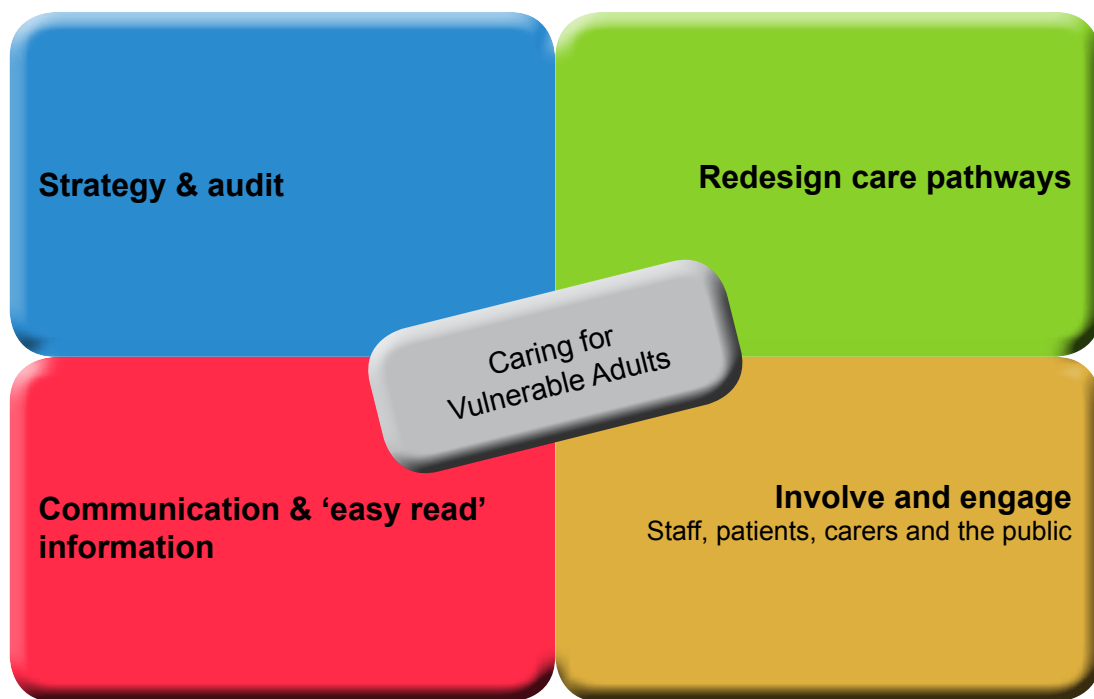 Strategy & audit
Redesign care pathways
Caring for
Vulnerable Adults
Communication & ‘easy read’
information
Involve and engage
Staff, patients, carers and the public